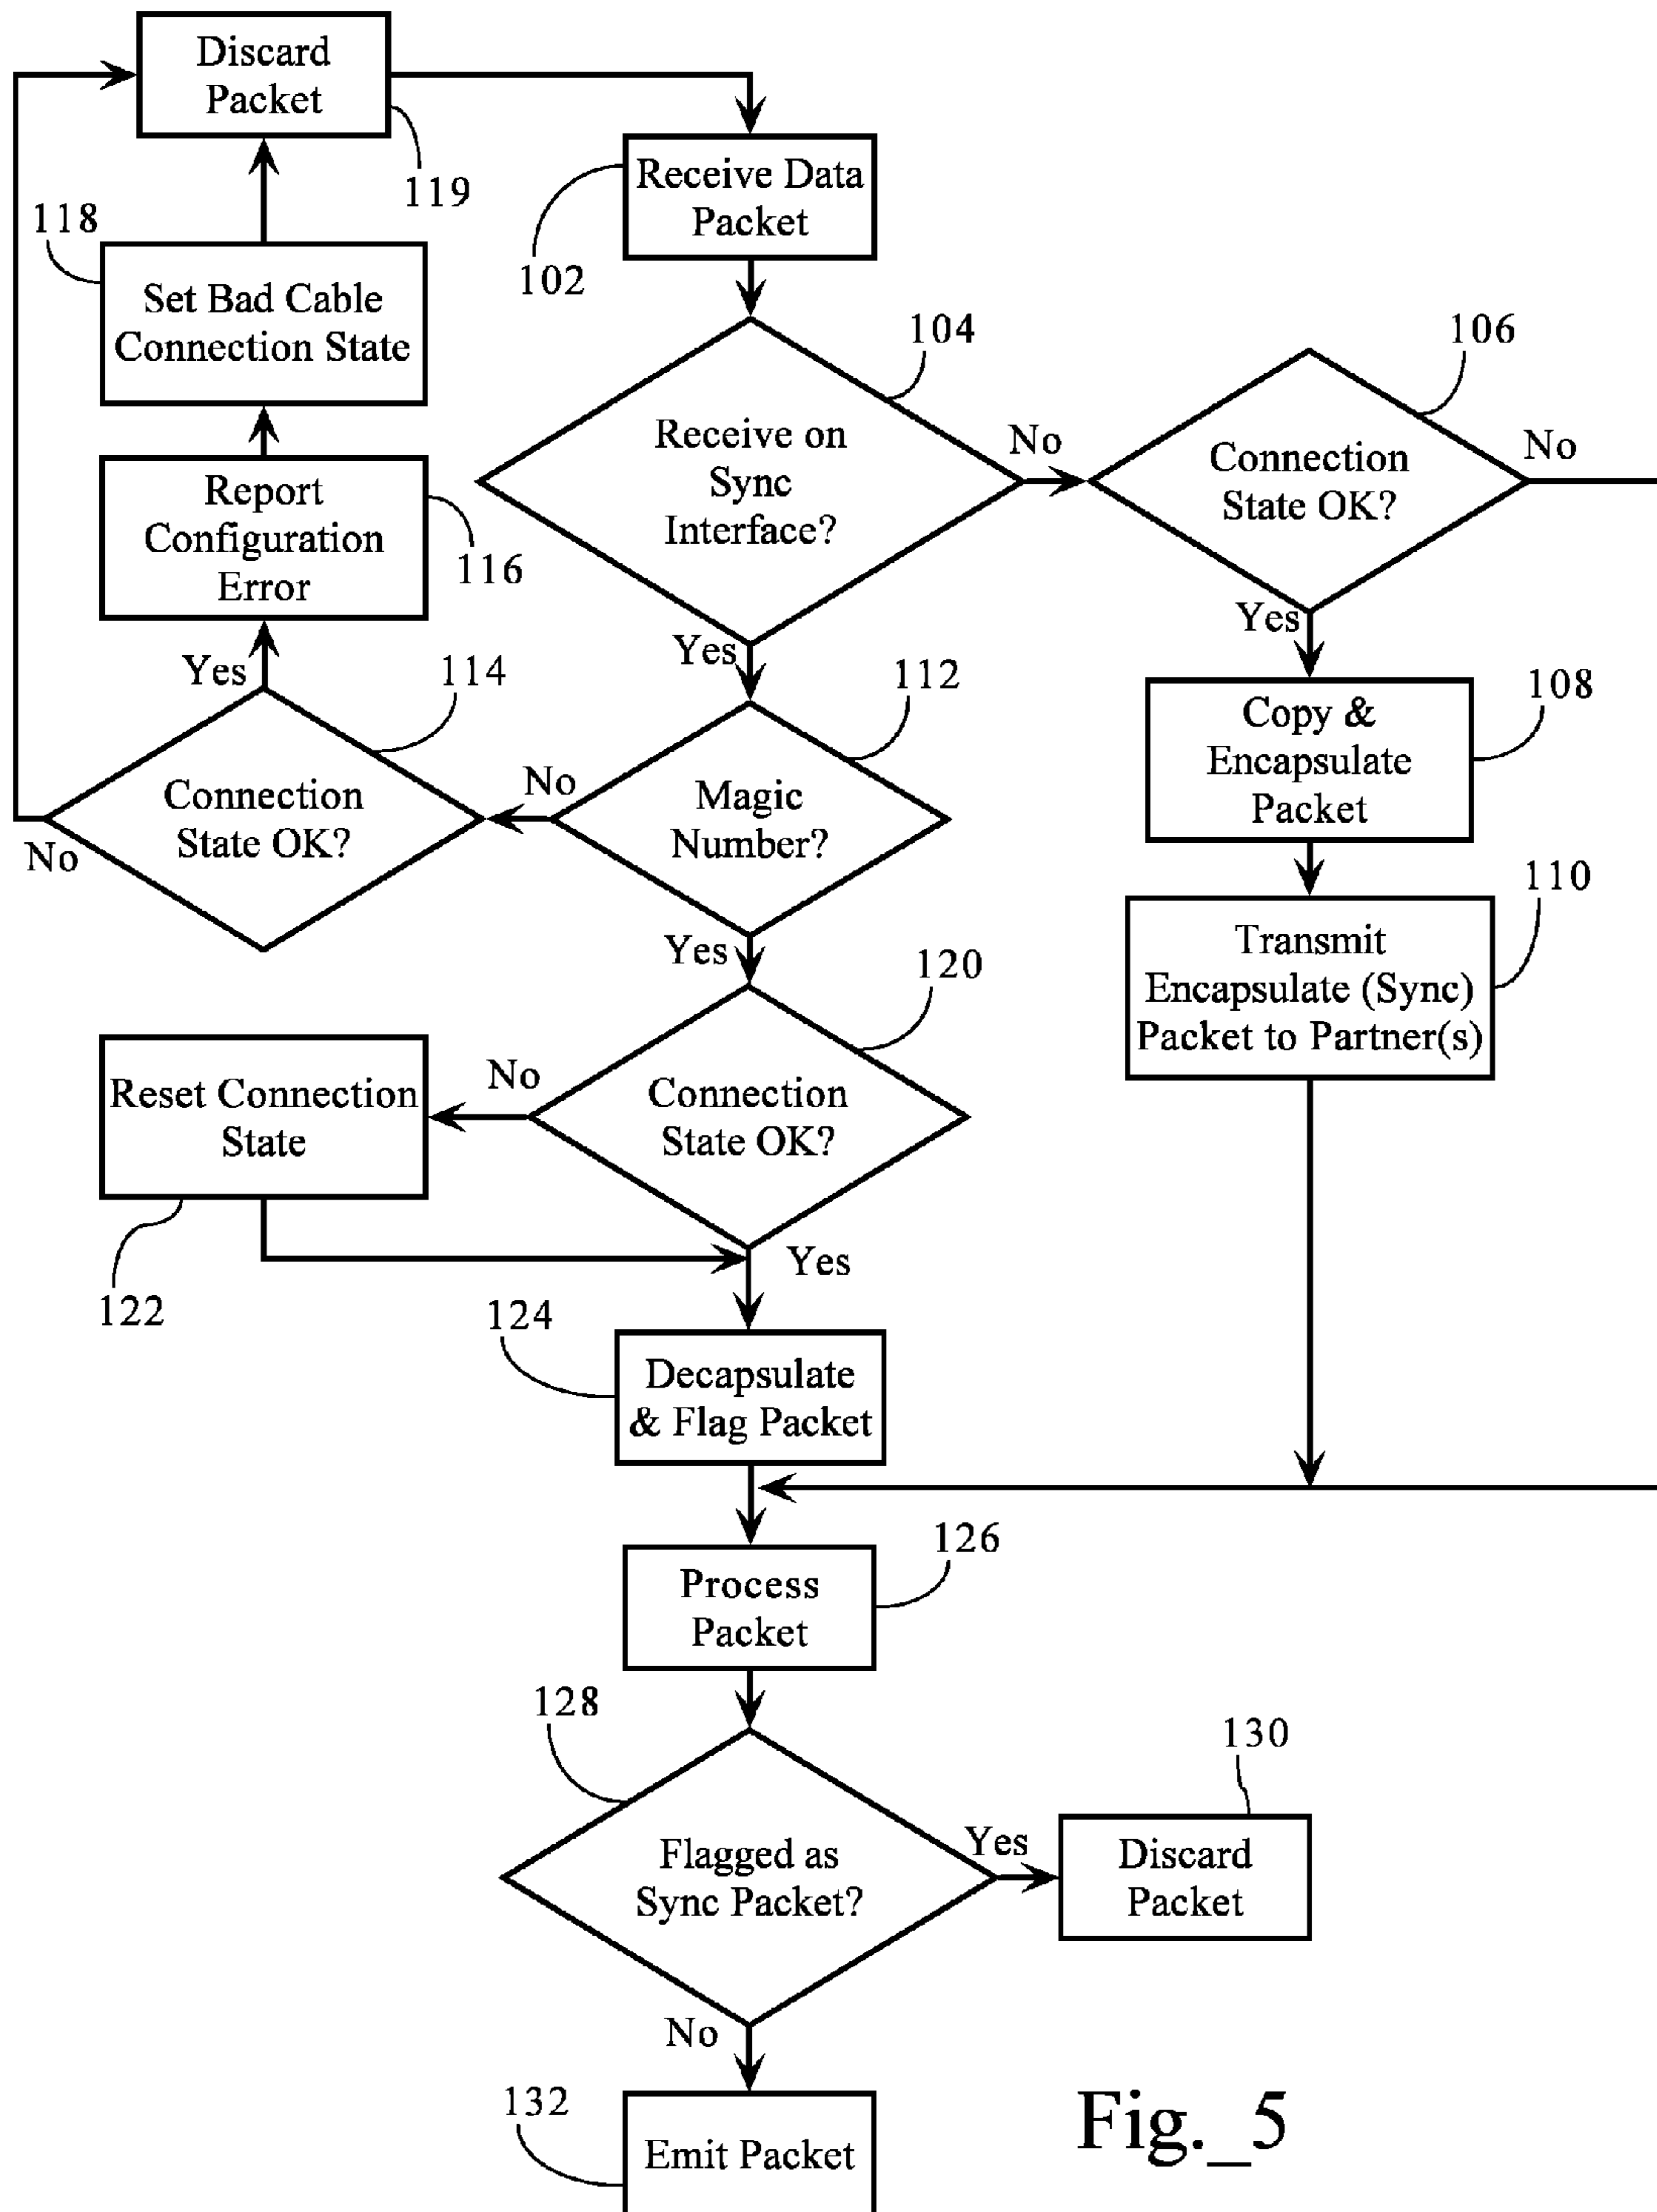 Discard
Packet
119
Receive Data
Packet
102
118
Set Bad Cable
Connection State
104
Receive on
Sync
Interface?
No
106
Connection
State OK?
No
Report
Configuration
Error
116
Yes
Yes
Yes
114
Connection
State OK?
No
112
Magic
Number?
No
108
Copy &
Encapsulate
Packet
110
Transmit
Encapsulate (Sync)
Packet to Partner(s)
Yes
120
Connection
State OK?
No
Reset Connection
State
122
Yes
124
Decapsulate
& Flag Packet
126
Process
Packet
128
Flagged as
Sync Packet?
Yes
130
Discard
Packet
No
132
Emit Packet
Fig._5